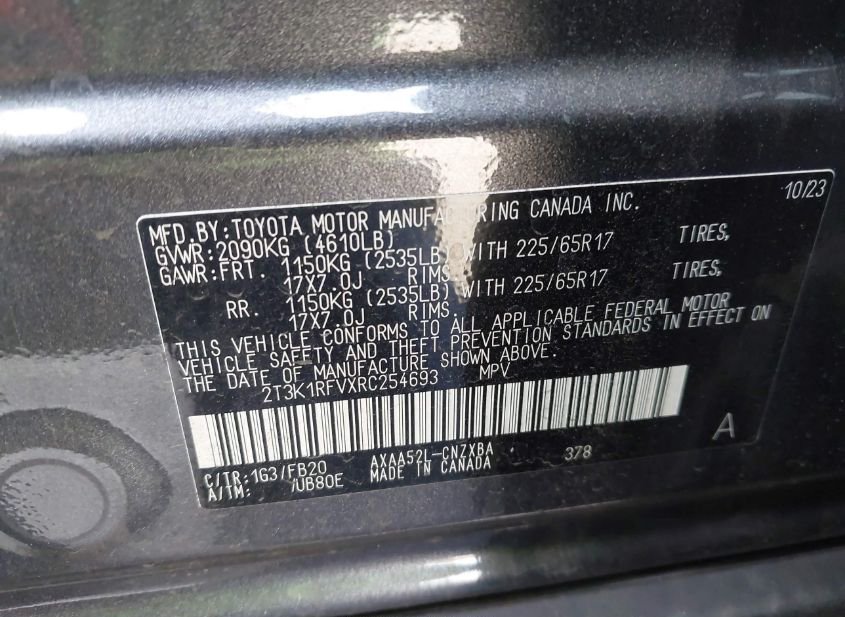 10/23
MFD.BY:TOYOTA MOTOR MANUFACTURING CANADA INC.
GVWR:2090KG (4610LB)
GAWR:FRT. 1150KG (2535LB) WITH 225/65R17 TIRES,
17X7.0J RIMS.
RR. 1150KG (2535LB) WITH 225/65R17 TIRES,
17X7.0J RIMS.
THIS VEHICLE CONFORMS TO ALL APPLICABLE FEDERAL MOTOR
VEHICLE SAFETY AND THEFT PREVENTION STANDARDS IN EFFECT ON
THE DATE OF MANUFACTURE SHOWN ABOVE.
2T3K1RFVXRC254693 MPV
A
C/TR:1G37FB20 AXAA52L-CNZXBA 378
A/TM: /UB80E MADE IN CANADA